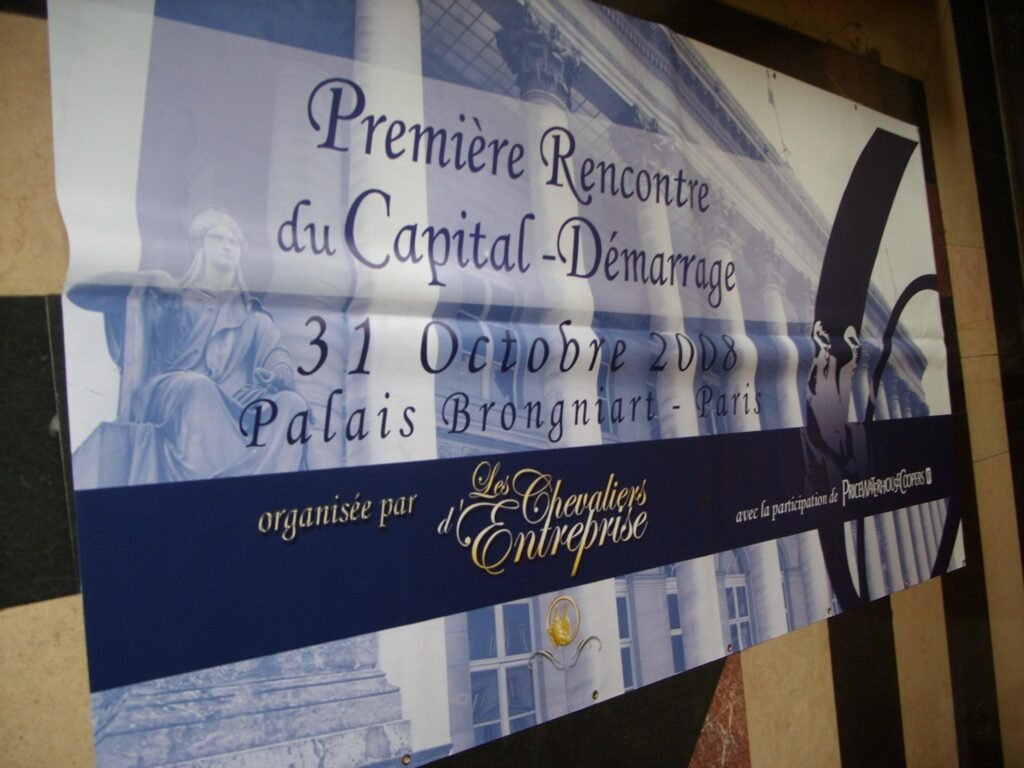 Première Rencontre
du Capital - Démarrage
31 Octobre 2008
Palais Brongniart - Paris
organisée par
Les Chevaliers
d'Entreprise
avec la participation de PRICEWATERHOUSECOOPERS